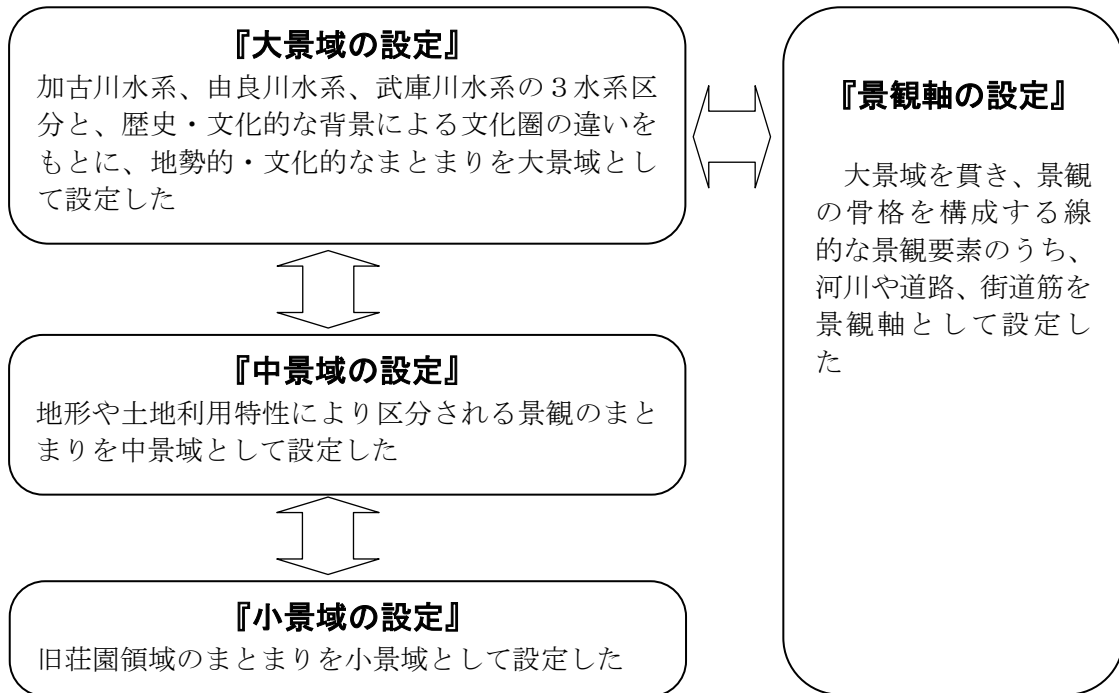 『大景域の設定』
加古川水系、由良川水系、武庫川水系の３水系区
分と、歴史・文化的な背景による文化圏の違いを
もとに、地勢的・文化的なまとまりを大景域とし
て設定した
『中景域の設定』
地形や土地利用特性により区分される景観のまと
まりを中景域として設定した
『小景域の設定』
旧荘園領域のまとまりを小景域として設定した
『景観軸の設定』
大景域を貫き、景観
の骨格を構成する線
的な景観要素のうち、
河川や道路、街道筋を
景観軸として設定し
た